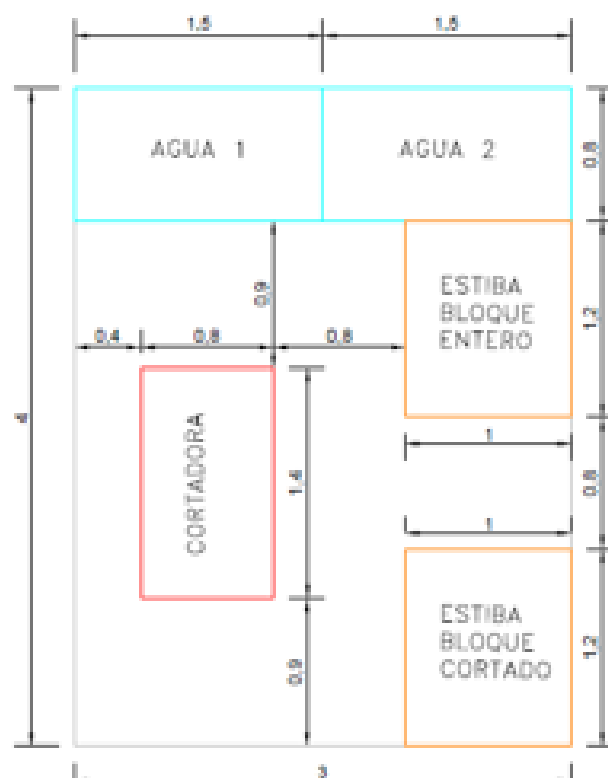 1.5 1.5
AGUA 1 AGUA 2
0.8
ESTIBA
BLOQUE
ENTERO
0.9
1.2
0.4 0.8 0.8
4
CORTADORA
1.4
1
0.8
1
ESTIBA
BLOQUE
CORTADO
0.9
1.2
3